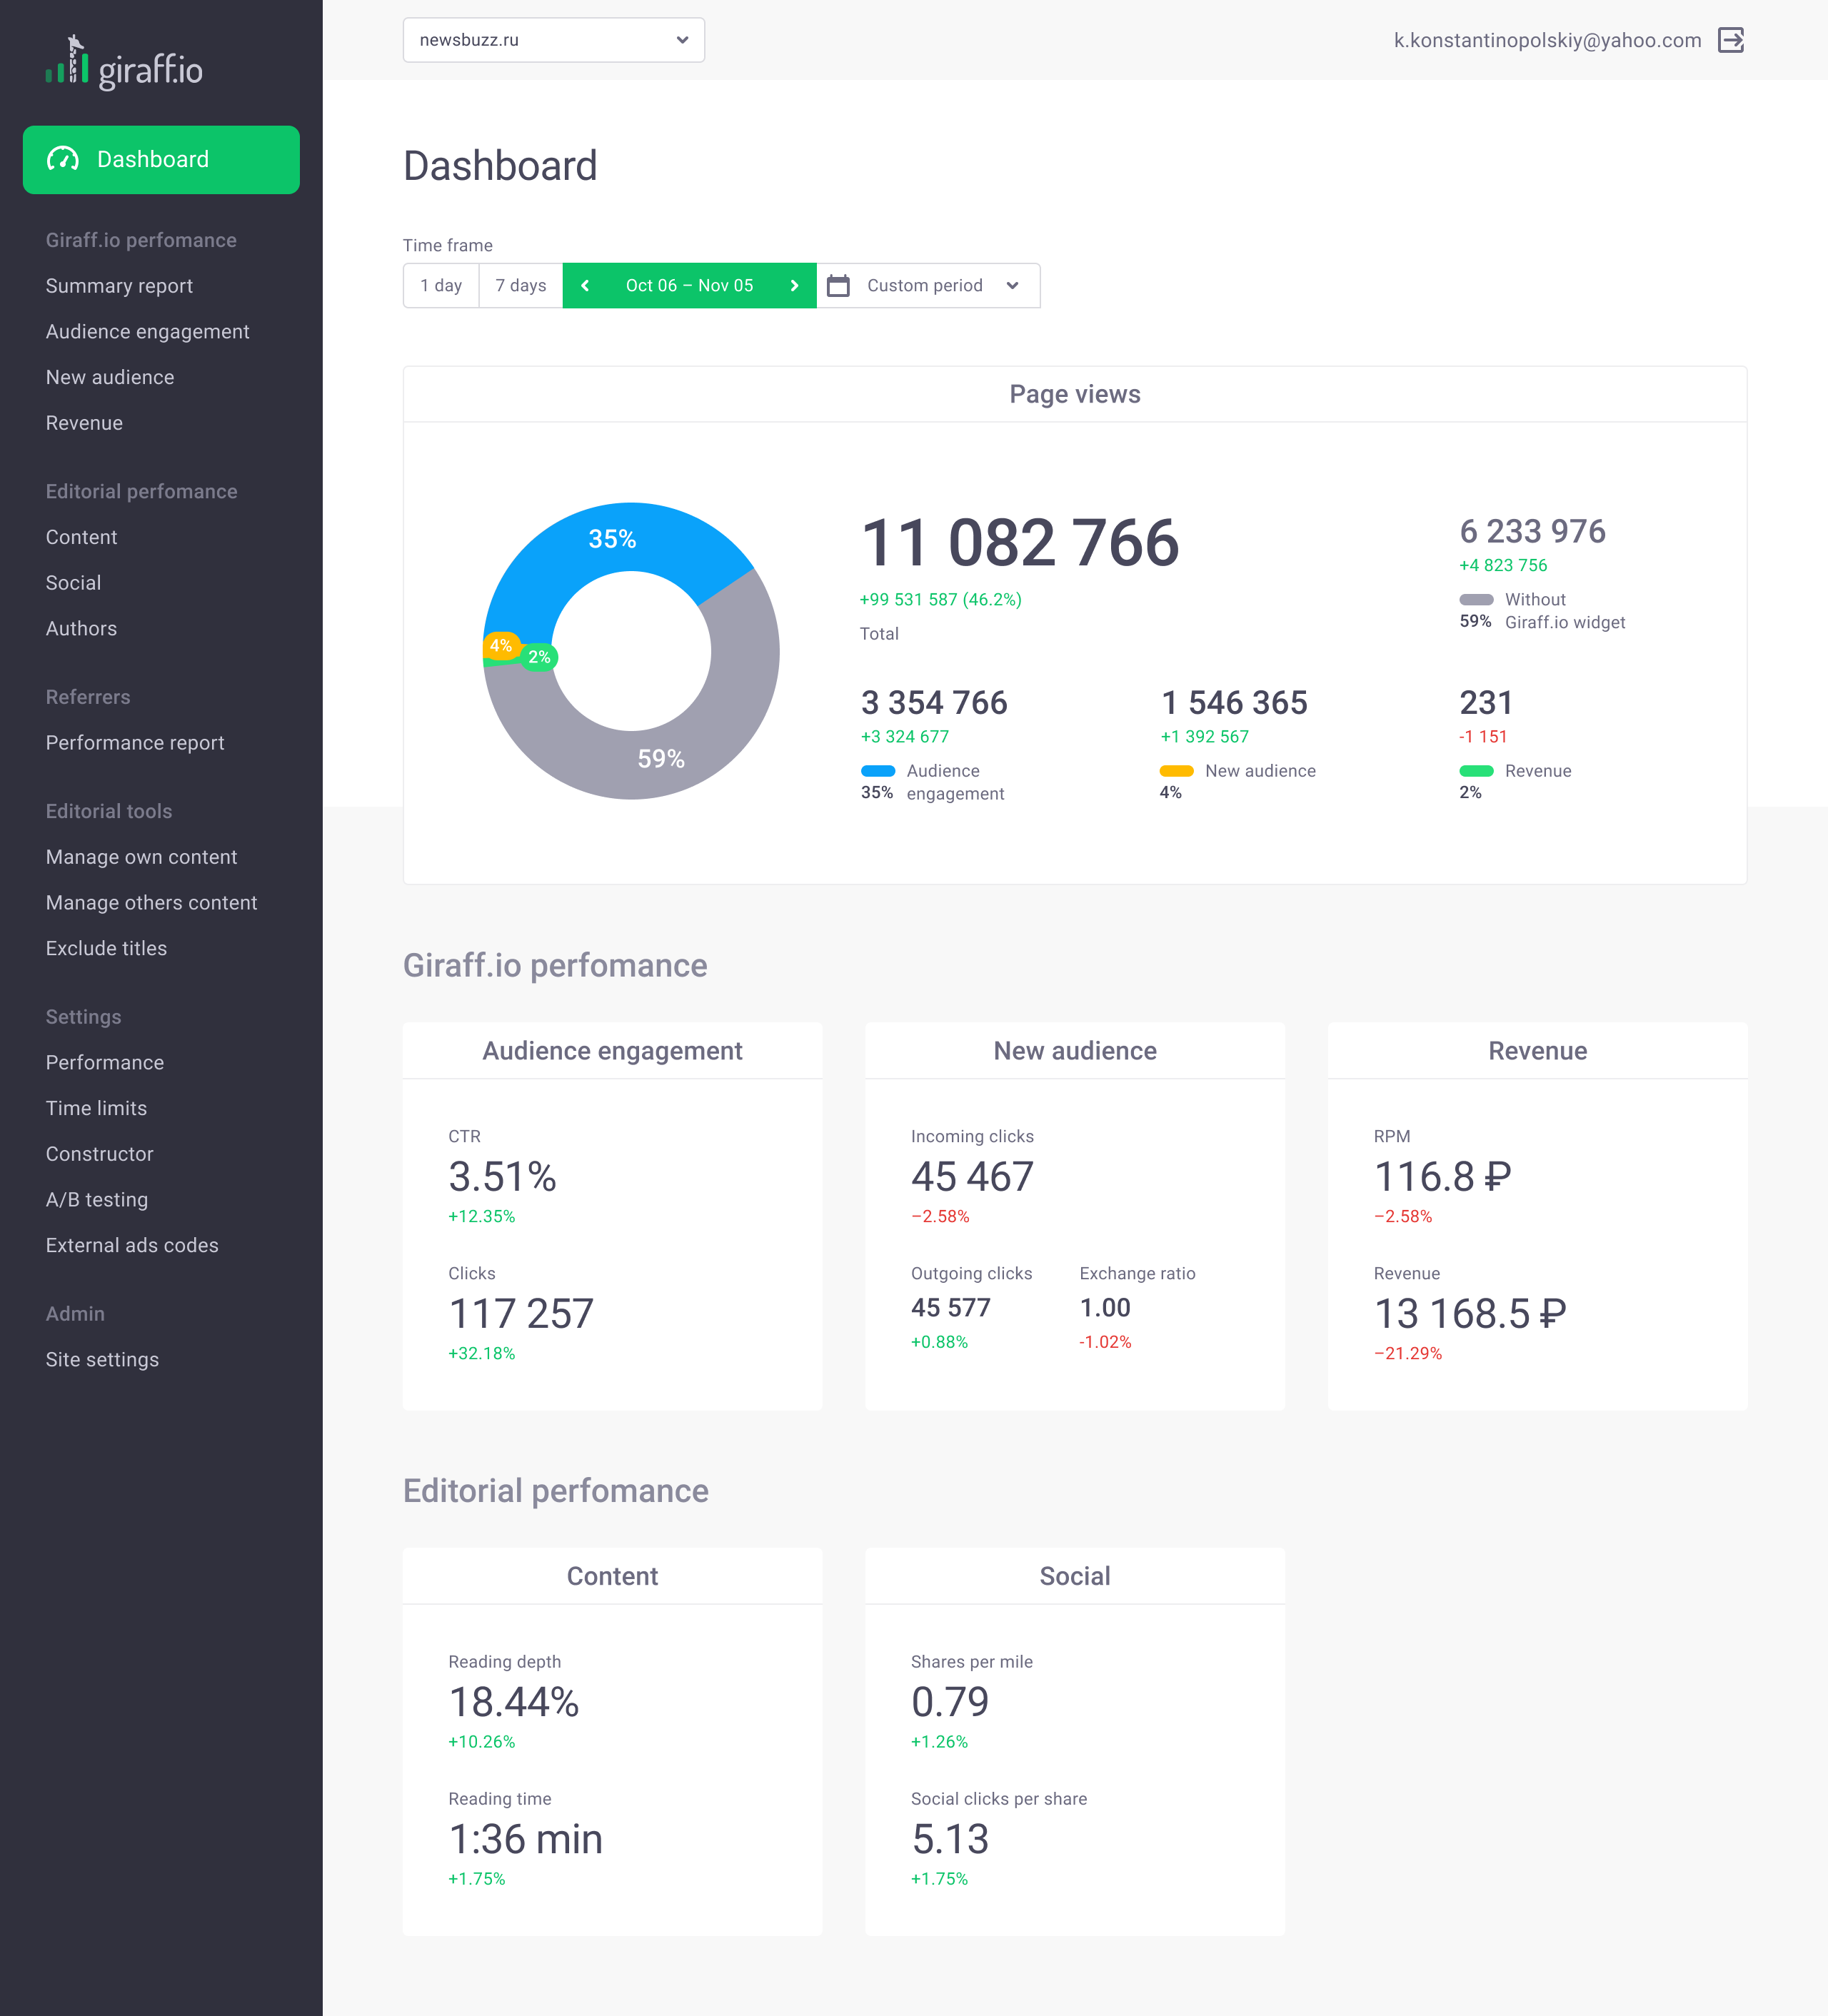 giraff.io
Dashboard
Giraff.io perfomance
Summary report
Audience engagement
New audience
Revenue
Editorial perfomance
Content
Social
Authors
Referrers
Performance report
Editorial tools
Manage own content
Manage others content
Exclude titles
Settings
Performance
Time limits
Constructor
A/B testing
External ads codes
Admin
Site settings
newsbuzz.ru
k.konstantinopolskiy@yahoo.com
Dashboard
Time frame
1 day
7 days
Oct 06 – Nov 05
Custom period
Page views
35%
4%
2%
59%
11 082 766
+99 531 587 (46.2%)
Total
6 233 976
+4 823 756
Without
59% Giraff.io widget
3 354 766
+3 324 677
Audience
35% engagement
1 546 365
+1 392 567
New audience
4%
231
-1 151
Revenue
2%
Giraff.io perfomance
Audience engagement
CTR
3.51%
+12.35%
Clicks
117 257
+32.18%
New audience
Incoming clicks
45 467
−2.58%
Outgoing clicks
45 577
+0.88%
Exchange ratio
1.00
-1.02%
Revenue
RPM
116.8 ₽
−2.58%
Revenue
13 168.5 ₽
−21.29%
Editorial perfomance
Content
Reading depth
18.44%
+10.26%
Reading time
1:36 min
+1.75%
Social
Shares per mile
0.79
+1.26%
Social clicks per share
5.13
+1.75%